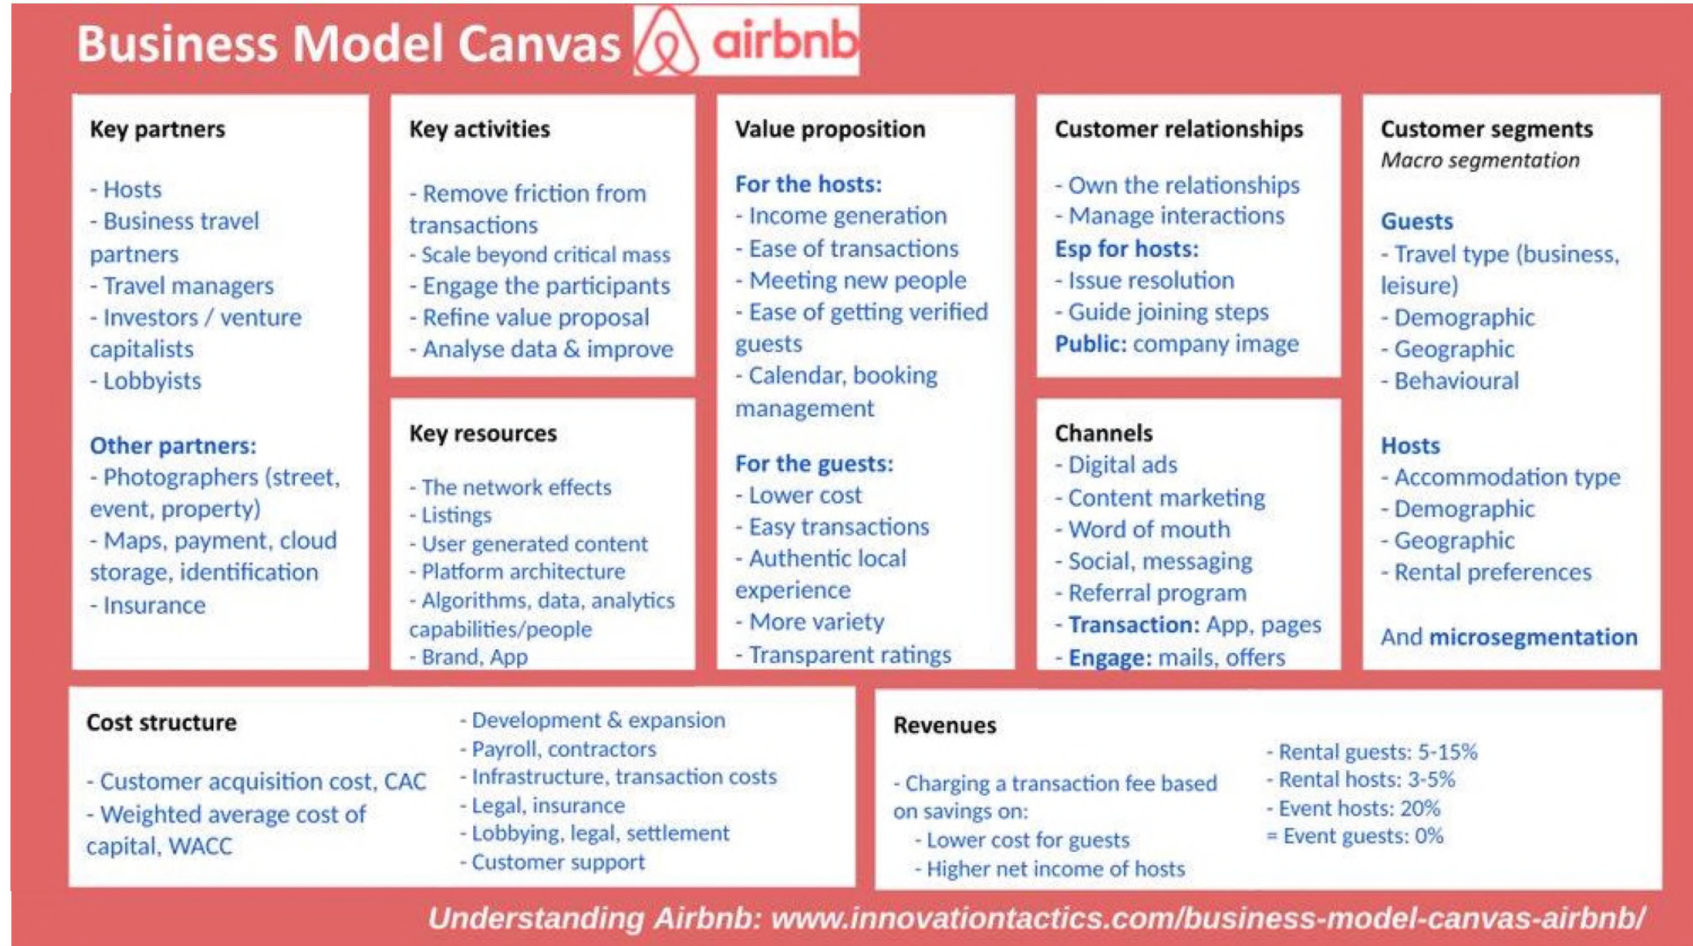 Business Model Canvas airbnb
Key partners
- Hosts
- Business travel
partners
- Travel managers
- Investors / venture
capitalists
- Lobbyists
Other partners:
- Photographers (street,
event, property)
- Maps, payment, cloud
storage, identification
- Insurance
Key activities
- Remove friction from
transactions
- Scale beyond critical mass
- Engage the participants
- Refine value proposal
- Analyse data & improve
Key resources
- The network effects
- Listings
- User generated content
- Platform architecture
- Algorithms, data, analytics
capabilities/people
- Brand, App
Value proposition
For the hosts:
- Income generation
- Ease of transactions
- Meeting new people
- Ease of getting verified
guests
- Calendar, booking
management
For the guests:
- Lower cost
- Easy transactions
- Authentic local
experience
- More variety
- Transparent ratings
Customer relationships
- Own the relationships
- Manage interactions
Esp for hosts:
- Issue resolution
- Guide joining steps
Public: company image
Channels
- Digital ads
- Content marketing
- Word of mouth
- Social, messaging
- Referral program
- Transaction: App, pages
- Engage: mails, offers
Customer segments
Macro segmentation
Guests
- Travel type (business,
leisure)
- Demographic
- Geographic
- Behavioural
Hosts
- Accommodation type
- Demographic
- Geographic
- Rental preferences
And microsegmentation
Cost structure
- Customer acquisition cost, CAC
- Weighted average cost of
capital, WACC
- Development & expansion
- Payroll, contractors
- Infrastructure, transaction costs
- Legal, insurance
- Lobbying, legal, settlement
- Customer support
Revenues
- Charging a transaction fee based
on savings on:
- Lower cost for guests
- Higher net income of hosts
- Rental guests: 5-15%
- Rental hosts: 3-5%
- Event hosts: 20%
= Event guests: 0%
Understanding Airbnb: www.innovationtactics.com/business-model-canvas-airbnb/